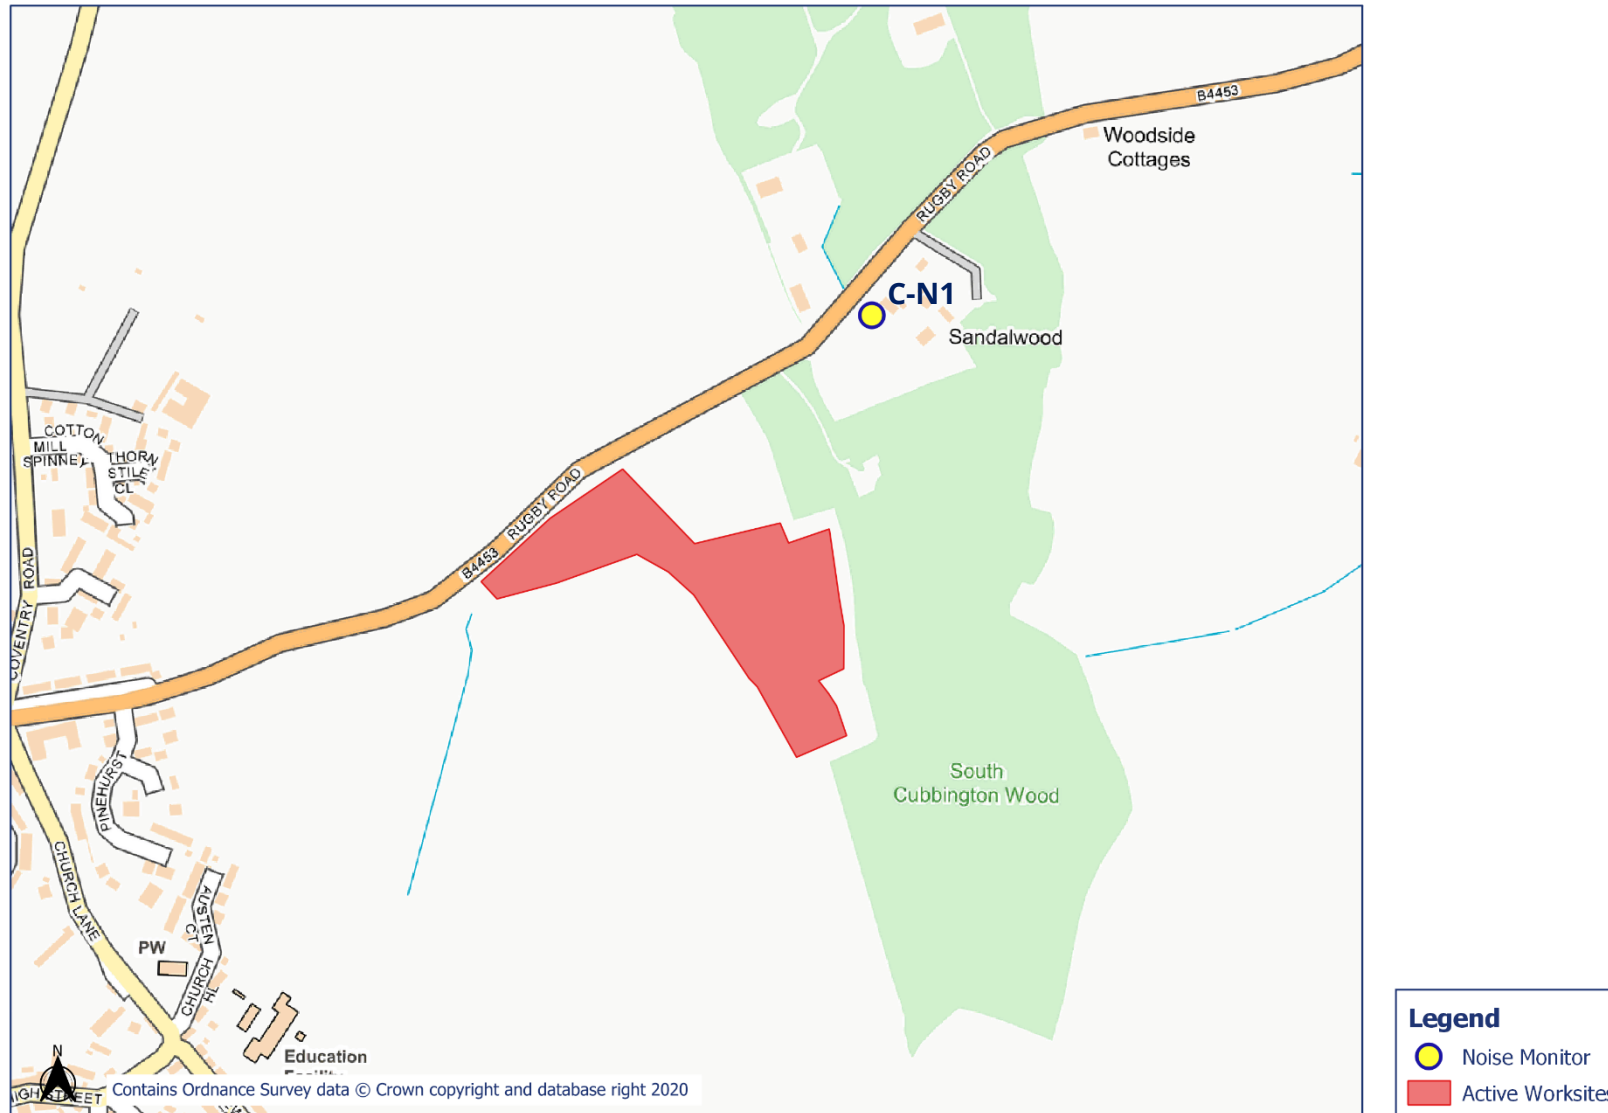 B4453
Woodside
Cottages
RUGBY ROAD
C-N1
Sandalwood
COTTON
MILL
SPINNEY
THORN
STILE
CL
RUGBY ROAD
B4453
COVENTRY ROAD
PINEHURST
South
Cubbington Wood
CHURCH LANE
AUSTEN
CT
PW
CHURCH
HL
Education
N
Contains Ordnance Survey data © Crown copyright and database right 2020
STREET
Legend
Noise Monitor
Active Worksites